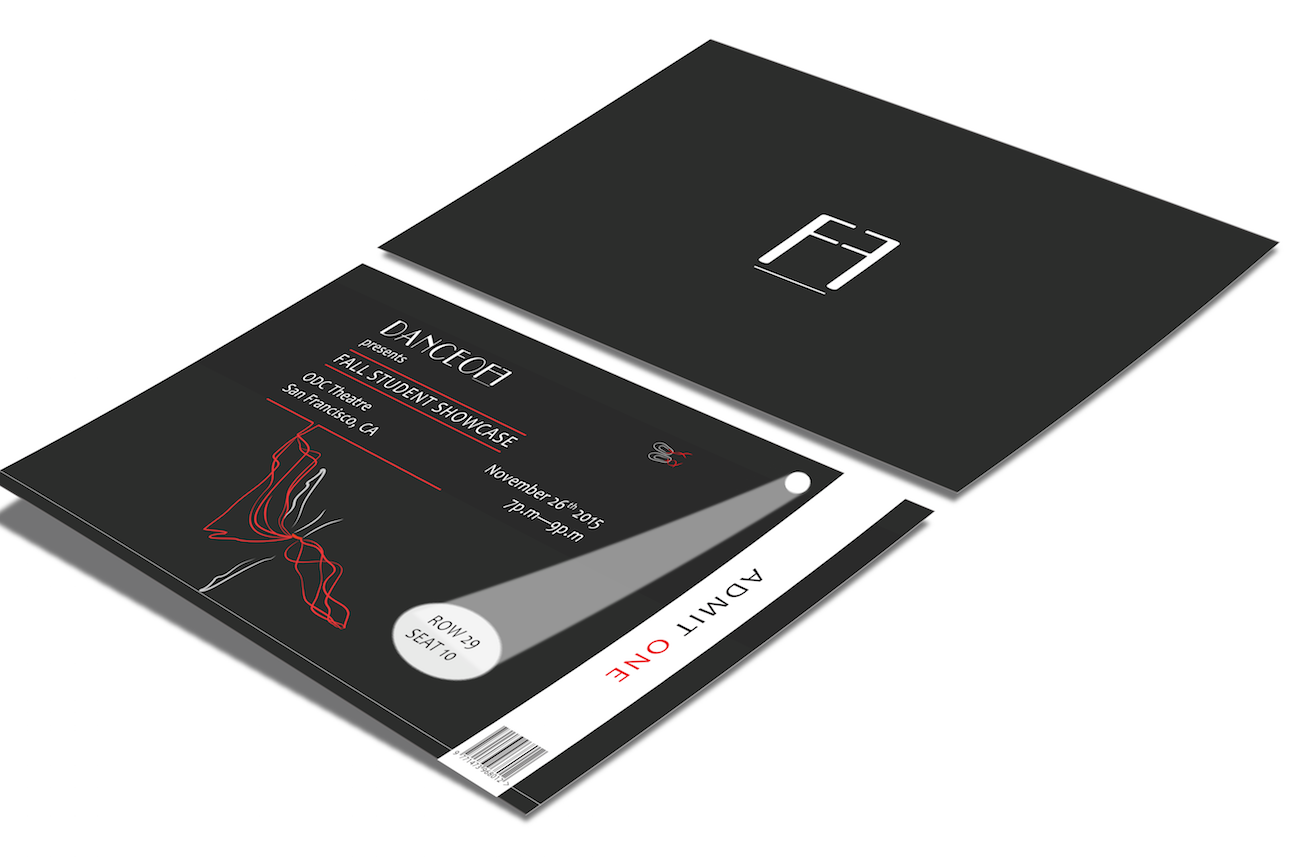 DANCEOFF
presents
FALL STUDENT SHOWCASE
ODC Theatre
San Francisco, CA
November 26th 2015
7p.m—9p.m
ROW 29
SEAT 10
ADMIT ONE
FF